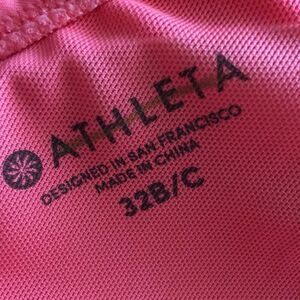 ATHLETA
DESIGNED IN SAN FRANCISCO
MADE IN CHINA
32B/C